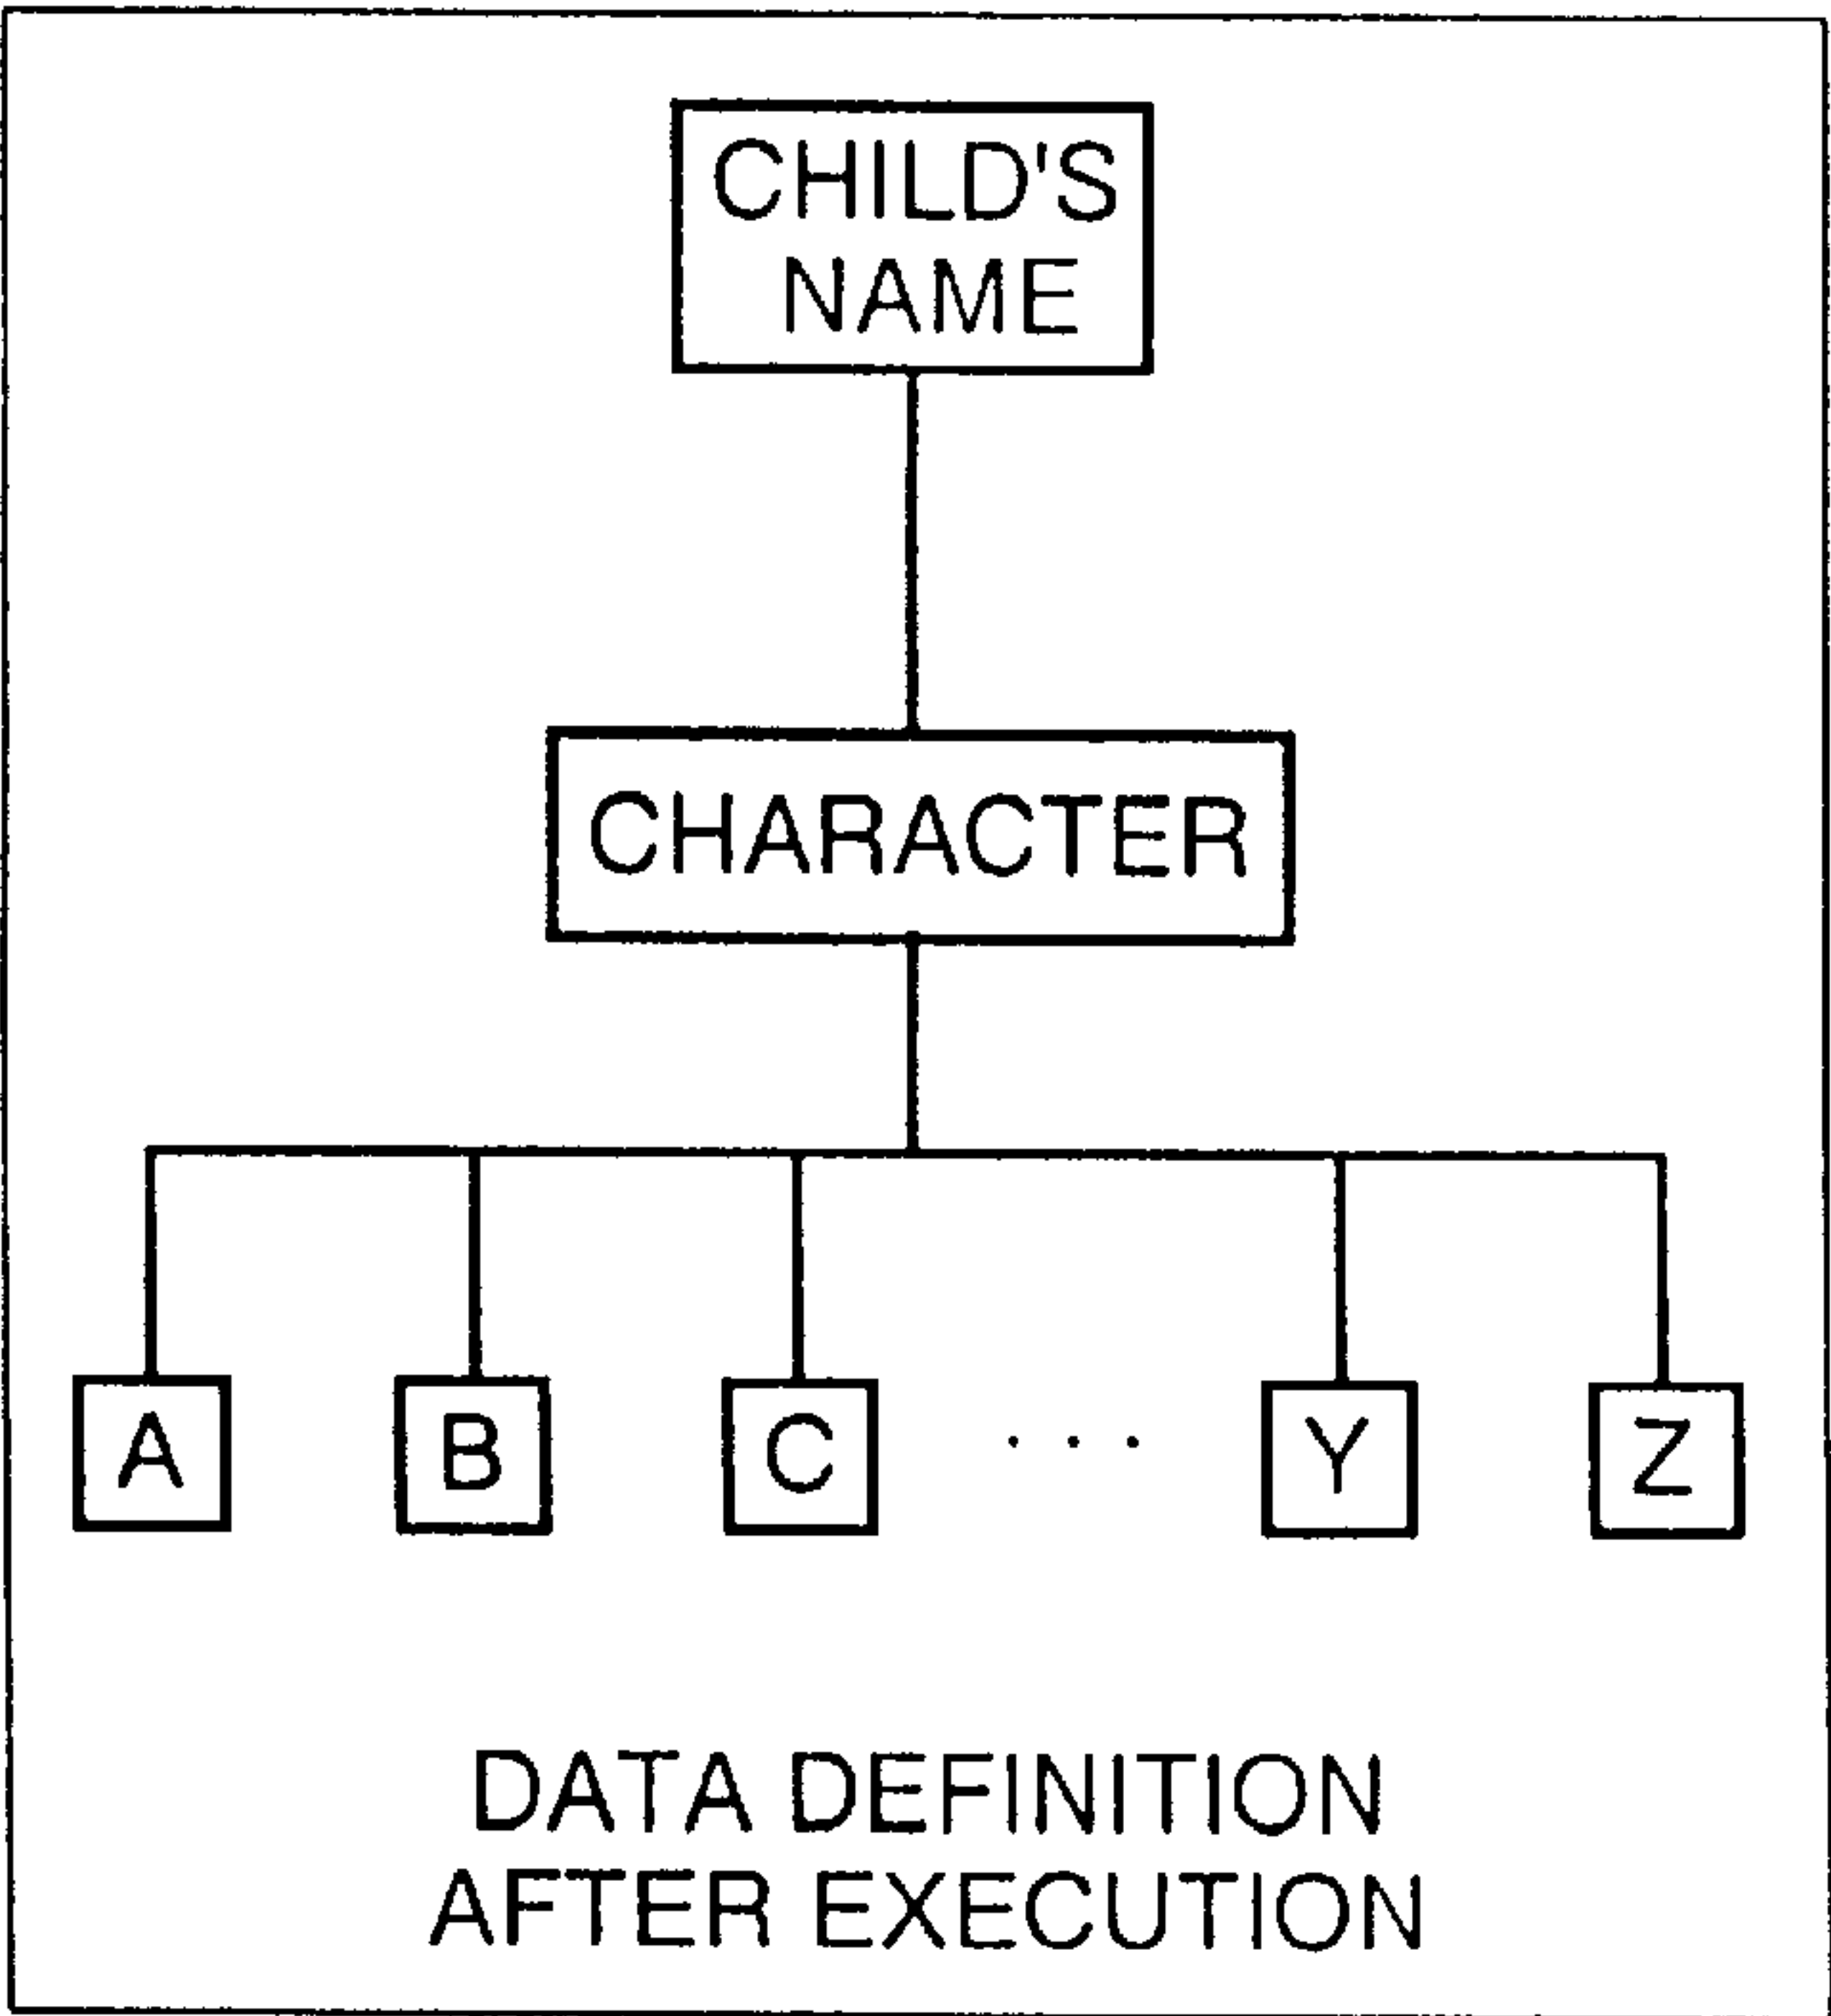 CHILD'S
NAME
CHARACTER
A B C . . . Y Z
DATA DEFINITION
AFTER EXECUTION